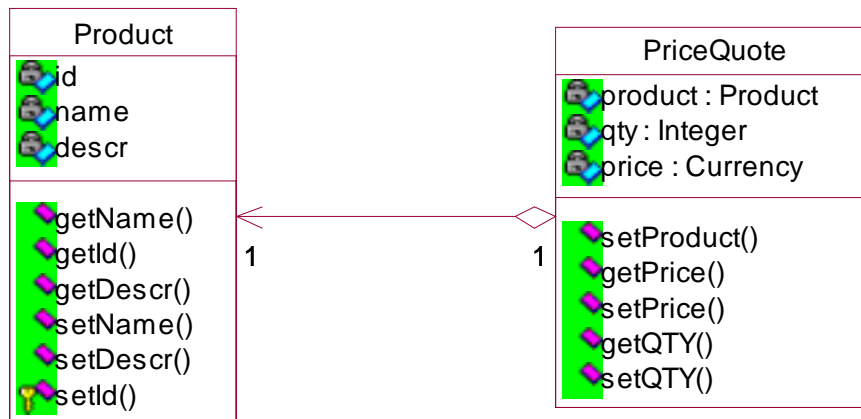 Product
id
name
descr
getName()
getId()
getDescr()
setName()
setDescr()
setId()
1
1
PriceQuote
product : Product
qty : Integer
price : Currency
setProduct()
getPrice()
setPrice()
getQTY()
setQTY()